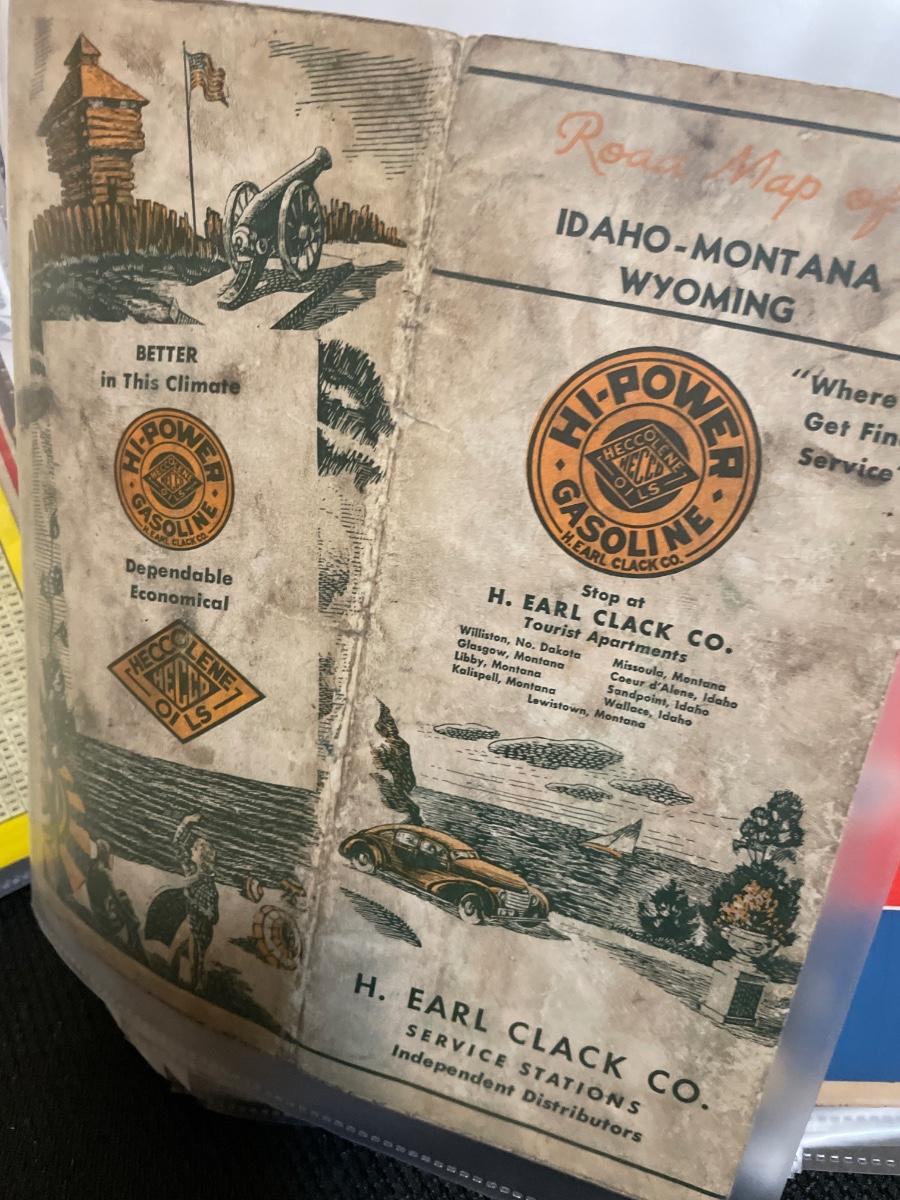 BETTER
in This Climate
HI-POWER
HECCOLENE
HECCO
OILS
GASOLINE
H. EARL CLACK CO.
Dependable
Economical
HECCOLENE
HECCO
OILS
Road Map of
IDAHO-MONTANA
WYOMING
"Where
Get Fin
Service"
HI-POWER
HECCOLENE
HECCO
OILS
GASOLINE
H. EARL CLACK CO.
Stop at
H. EARL CLACK CO.
Tourist Apartments
Williston, No. Dakota
Glasgow, Montana
Libby, Montana
Kalispell, Montana
Missoula, Montana
Coeur d'Alene, Idaho
Sandpoint, Idaho
Wallace, Idaho
Lewistown, Montana
H. EARL CLACK CO.
SERVICE STATIONS
Independent Distributors